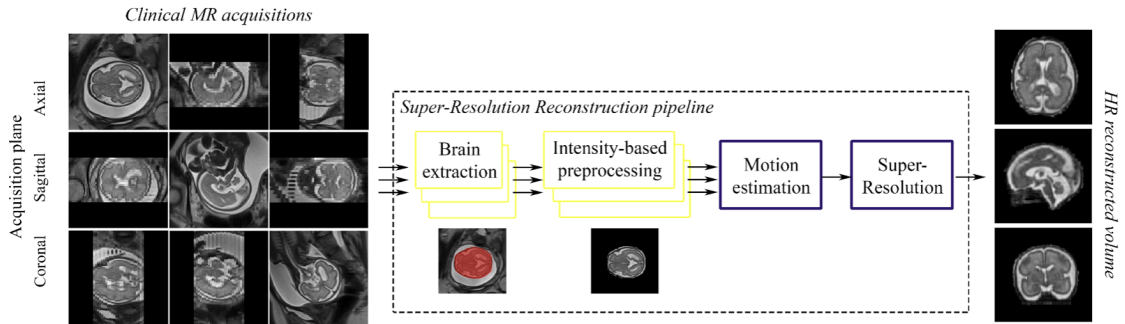 Clinical MR acquisitions
Acquisition plane
Axial
Sagittal
Coronal
Super-Resolution Reconstruction pipeline
Brain
extraction
Intensity-based
preprocessing
Motion
estimation
Super-
Resolution
HR reconstructed volume